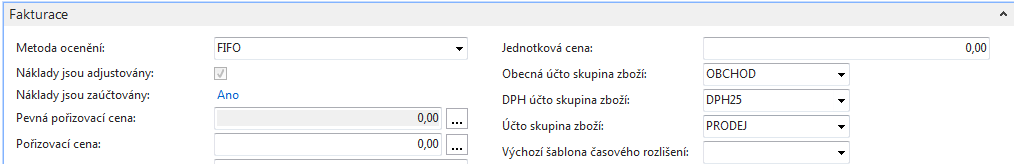 Fakturace
Metoda ocenění: FIFO
Náklady jsou adjustovány:
Náklady jsou zaúčtovány: Ano
Pevná pořizovací cena: 0,00 ...
Pořizovací cena: 0,00 ...
Jednotková cena: 0,00
Obecná účto skupina zboží: OBCHOD
DPH účto skupina zboží: DPH25
Účto skupina zboží: PRODEJ
Výchozí šablona časového rozlišení: